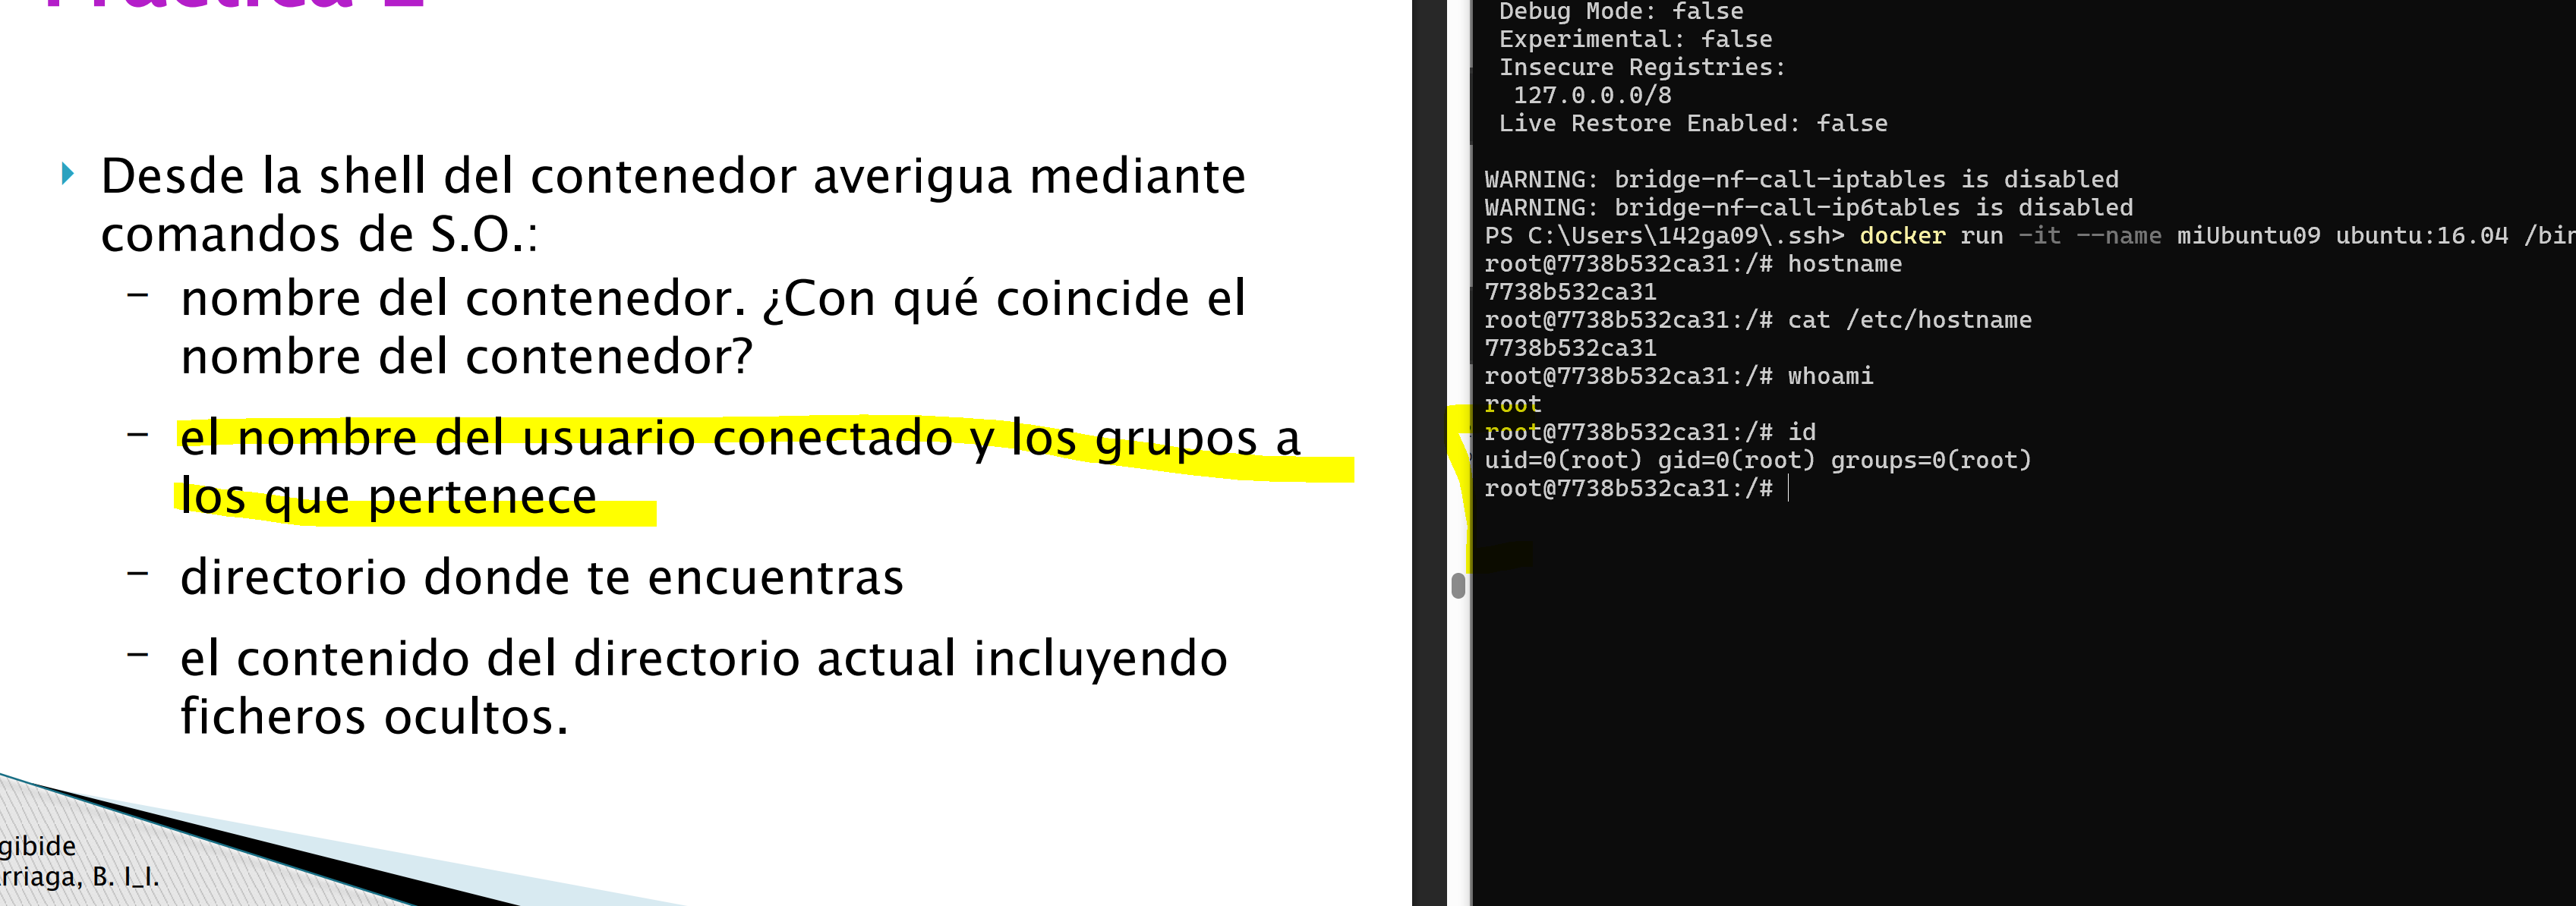 Desde la shell del contenedor averigua mediante
comandos de S.O.:
– nombre del contenedor. ¿Con qué coincide el
nombre del contenedor?
– el nombre del usuario conectado y los grupos a
los que pertenece
– directorio donde te encuentras
– el contenido del directorio actual incluyendo
ficheros ocultos.
gibide
rriaga, B. I_I.
Debug Mode: false
Experimental: false
Insecure Registries:
127.0.0.0/8
Live Restore Enabled: false
WARNING: bridge-nf-call-iptables is disabled
WARNING: bridge-nf-call-ip6tables is disabled
PS C:\Users\142ga09\.ssh> docker run -it --name miUbuntu09 ubuntu:16.04 /bin
root@7738b532ca31:/# hostname
7738b532ca31
root@7738b532ca31:/# cat /etc/hostname
7738b532ca31
root@7738b532ca31:/# whoami
root
root@7738b532ca31:/# id
uid=0(root) gid=0(root) groups=0(root)
root@7738b532ca31:/#